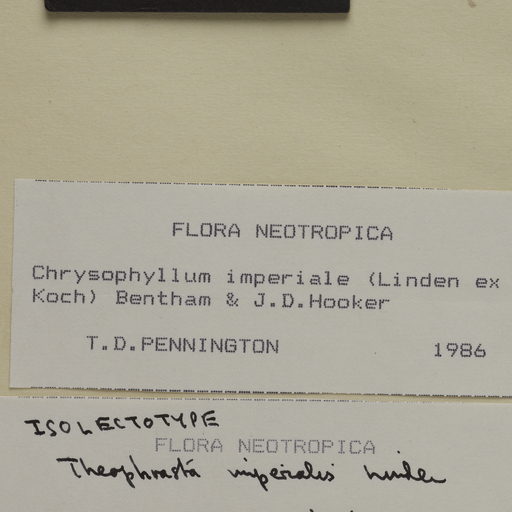 FLORA NEOTROPICA
Chrysophyllum imperiale (Linden ex
Koch) Bentham & J.D.Hooker
T.D.PENNINGTON 1986
ISOLECTOTYPE
FLORA NEOTROPICA
Theophrasta imperialis Linden